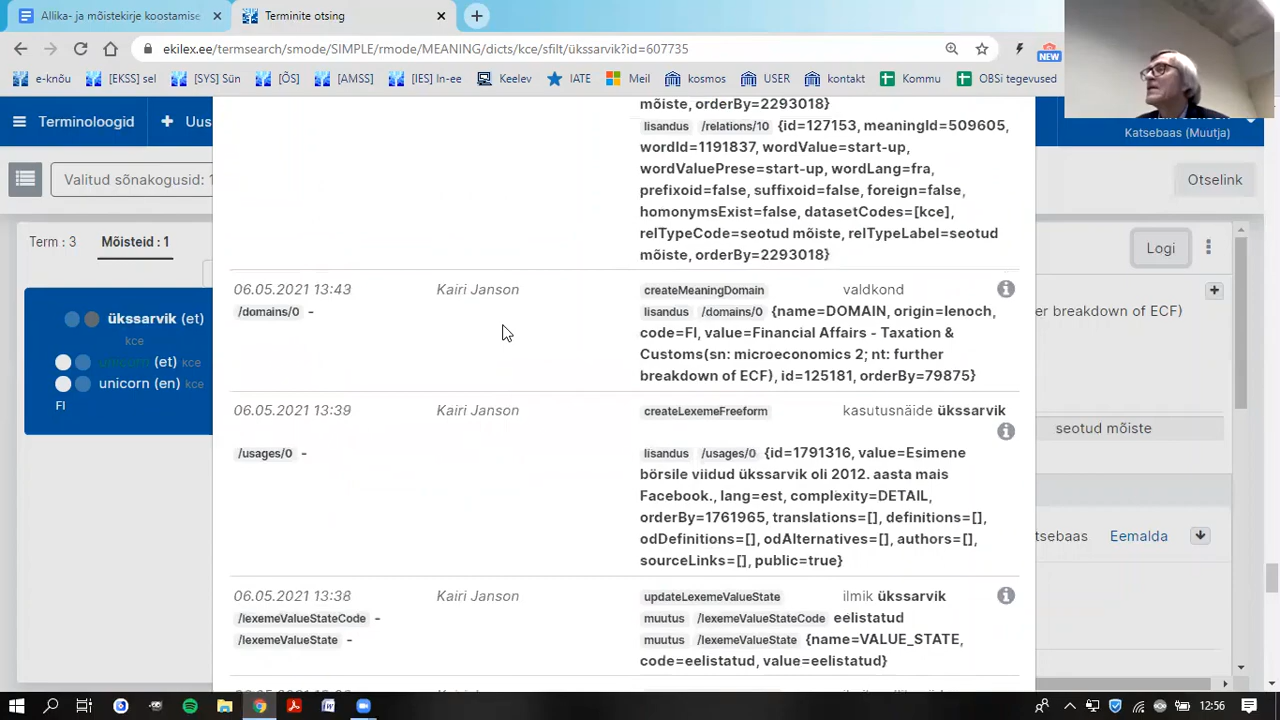 Allika- ja mõistekirje koostamise
Terminite otsing
ekilex.ee/termsearch/smode/SIMPLE/rmode/MEANING/dicts/kce/sfilt/ükssarvik?id=607735
NEW
e-knõu
[EKSS] sel
[SYS] Sün
[ÕS]
[AMSS]
[IES] In-ee
Keelev
IATE
Meil
kosmos
USER
kontakt
Kommu
OBSi tegevused
Terminoloogid
Uus
Katsebaas (Muutja)
Valitud sõnakogusid: 1
Otselink
Term : 3
Mõisteid : 1
Logi
ükssarvik (et)
kce
(et) kce
unicorn (en) kce
FI
mõiste, orderBy=2293018}
lisandus /relations/10 {id=127153, meaningId=509605,
wordId=1191837, wordValue=start-up,
wordValuePrese=start-up, wordLang=fra,
prefixoid=false, suffixoid=false, foreign=false,
homonymsExist=false, datasetCodes=[kce],
relTypeCode=seotud mõiste, relTypeLabel=seotud
mõiste, orderBy=2293018}
06.05.2021 13:43 Kairi Janson createMeaningDomain valdkond
/domains/0 - lisandus /domains/0 {name=DOMAIN, origin=lenoch,
code=FI, value=Financial Affairs - Taxation &
Customs(sn: microeconomics 2; nt: further
breakdown of ECF), id=125181, orderBy=79875}
06.05.2021 13:39 Kairi Janson createLexemeFreeform kasutusnäide ükssarvik
/usages/0 - lisandus /usages/0 {id=1791316, value=Esimene
börsile viidud ükssarvik oli 2012. aasta mais
Facebook., lang=est, complexity=DETAIL,
orderBy=1761965, translations=[], definitions=[],
odDefinitions=[], odAlternatives=[], authors=[],
sourceLinks=[], public=true}
06.05.2021 13:38 Kairi Janson updateLexemeValueState ilmik ükssarvik
/lexemeValueStateCode - muutus /lexemeValueStateCode eelistatud
/lexemeValueState - muutus /lexemeValueState {name=VALUE_STATE,
code=eelistatud, value=eelistatud}
er breakdown of ECF)
seotud mõiste
tsebaas Eemalda
12:56